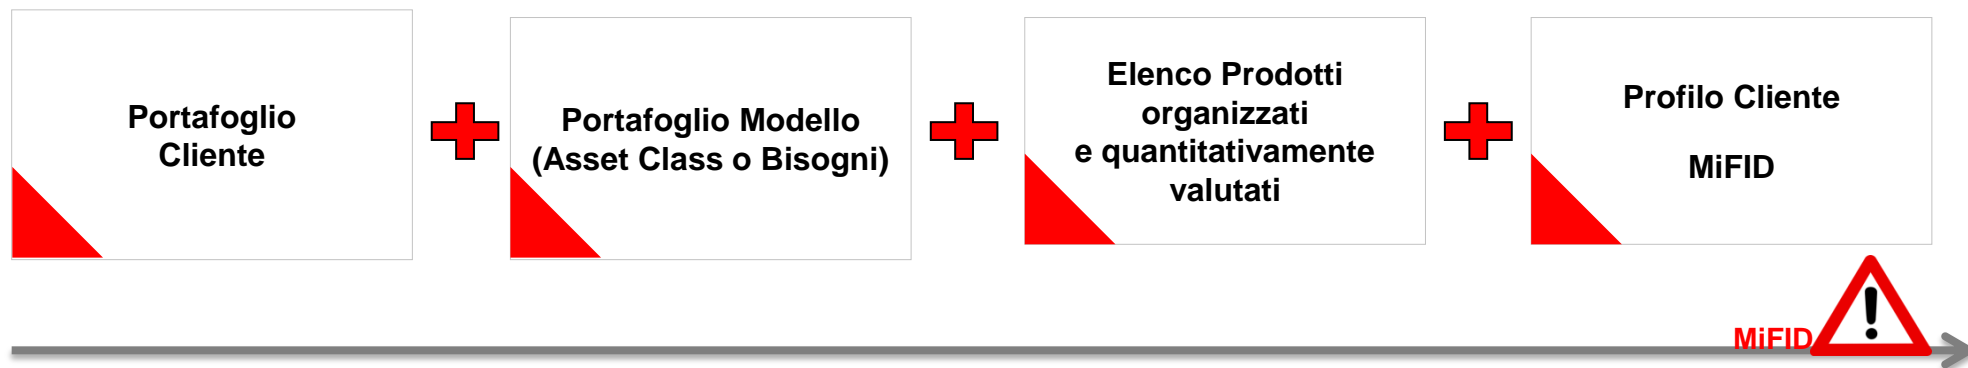 Portafoglio
Cliente
Portafoglio Modello
(Asset Class o Bisogni)
Elenco Prodotti
organizzati
e quantitativamente
valutati
Profilo Cliente
MiFID
MiFID